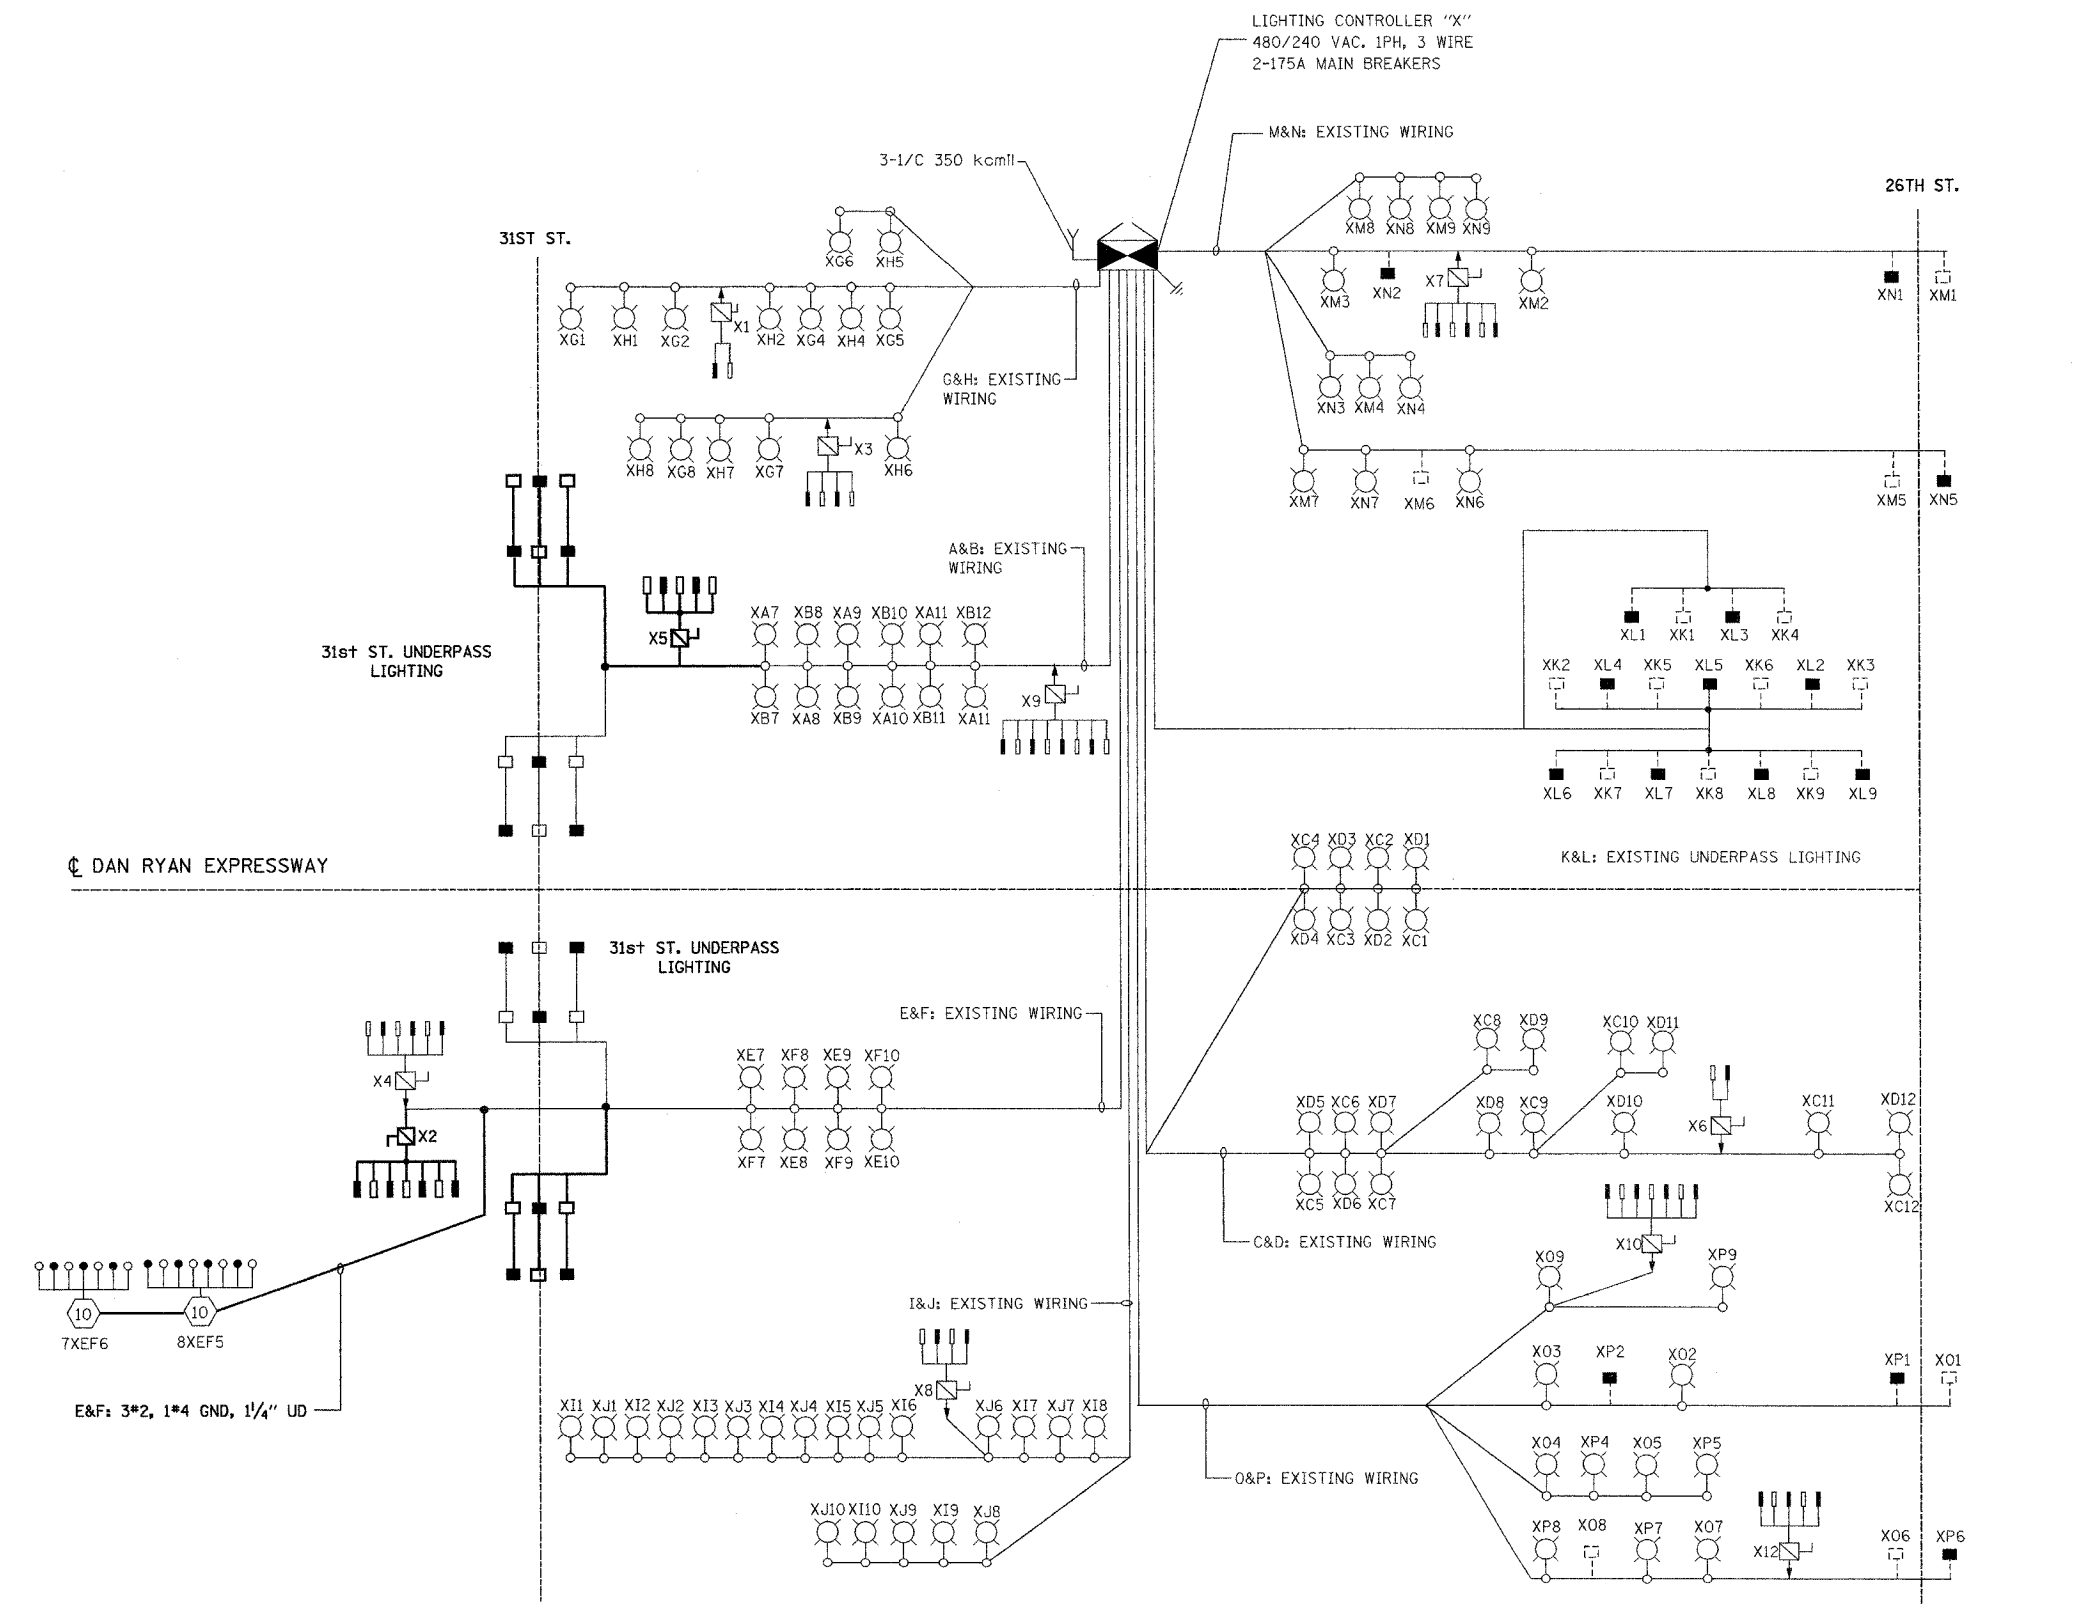 LIGHTING CONTROLLER "X"
480/240 VAC. 1PH, 3 WIRE
2-175A MAIN BREAKERS
M&N: EXISTING WIRING
3-1/C 350 kcmil
26TH ST.
31ST ST.
XM8 XN8 XM9 XN9
XG6 XH5
XM3 XN2 X7 XM2 XN1 XM1
XG1 XH1 XG2 X1 XH2 XG4 XH4 XG5
G&H: EXISTING
WIRING
XN3 XM4 XN4
XH8 XG8 XH7 XG7 X3 XH6
XM7 XN7 XM6 XN6 XM5 XN5
A&B: EXISTING
WIRING
XA7 XB8 XA9 XB10 XA11 XB12
X5
XL1 XK1 XL3 XK4
31st ST. UNDERPASS
LIGHTING
XK2 XL4 XK5 XL5 XK6 XL2 XK3
XB7 XA8 XB9 XA10 XB11 XA11
X9
XL6 XK7 XL7 XK8 XL8 XK9 XL9
K&L: EXISTING UNDERPASS LIGHTING
℄ DAN RYAN EXPRESSWAY
XC4 XD3 XC2 XD1
XD4 XC3 XD2 XC1
31st ST. UNDERPASS
LIGHTING
E&F: EXISTING WIRING
XC8 XD9 XC10 XD11
XE7 XF8 XE9 XF10
X4
XD5 XC6 XD7 XD8 XC9 XD10 X6 XC11 XD12
X2
XF7 XE8 XF9 XE10
XC5 XD6 XC7 XC12
C&D: EXISTING WIRING
X10
XO9 XP9
10 10
7XEF6 8XEF5
I&J: EXISTING WIRING
XO3 XP2 XO2 XP1 XO1
X8
E&F: 3#2, 1#4 GND, 1¼" UD
XI1 XJ1 XI2 XJ2 XI3 XJ3 XI4 XJ4 XI5 XJ5 XI6 XJ6 XI7 XJ7 XI8
XO4 XP4 XO5 XP5
O&P: EXISTING WIRING
XJ10 XI10 XJ9 XI9 XJ8
XP8 XO8 XP7 XO7 X12 XO6 XP6